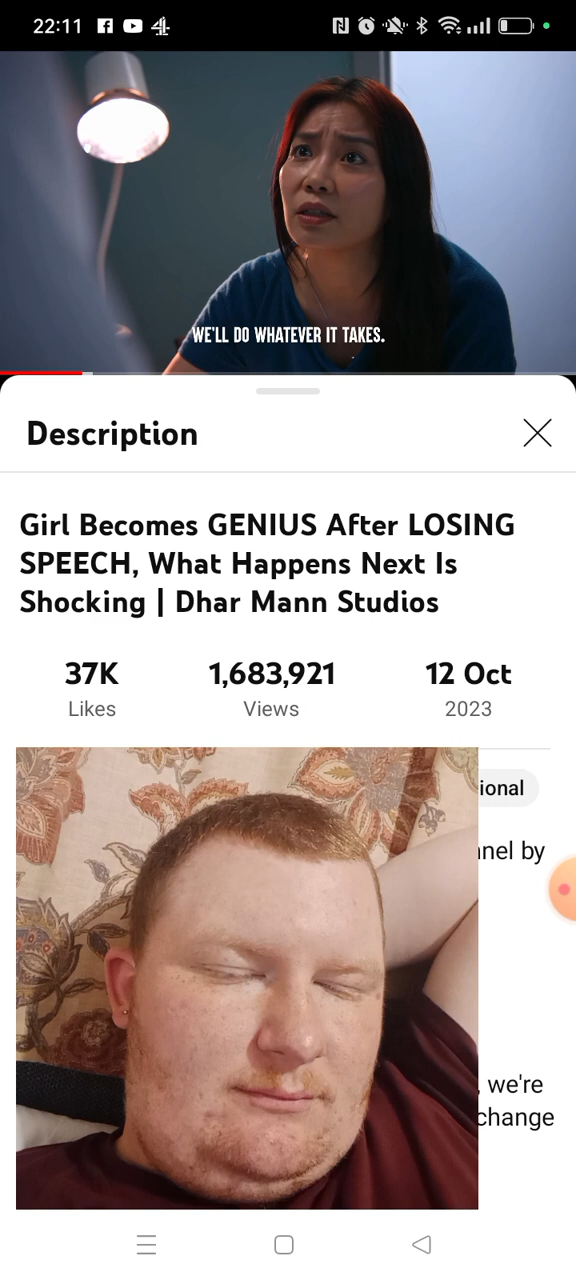 22:11
WE'LL DO WHATEVER IT TAKES.
Description
Girl Becomes GENIUS After LOSING
SPEECH, What Happens Next Is
Shocking | Dhar Mann Studios
37K
1,683,921
12 Oct
Likes
Views
2023
ional
nnel by
, we're
change